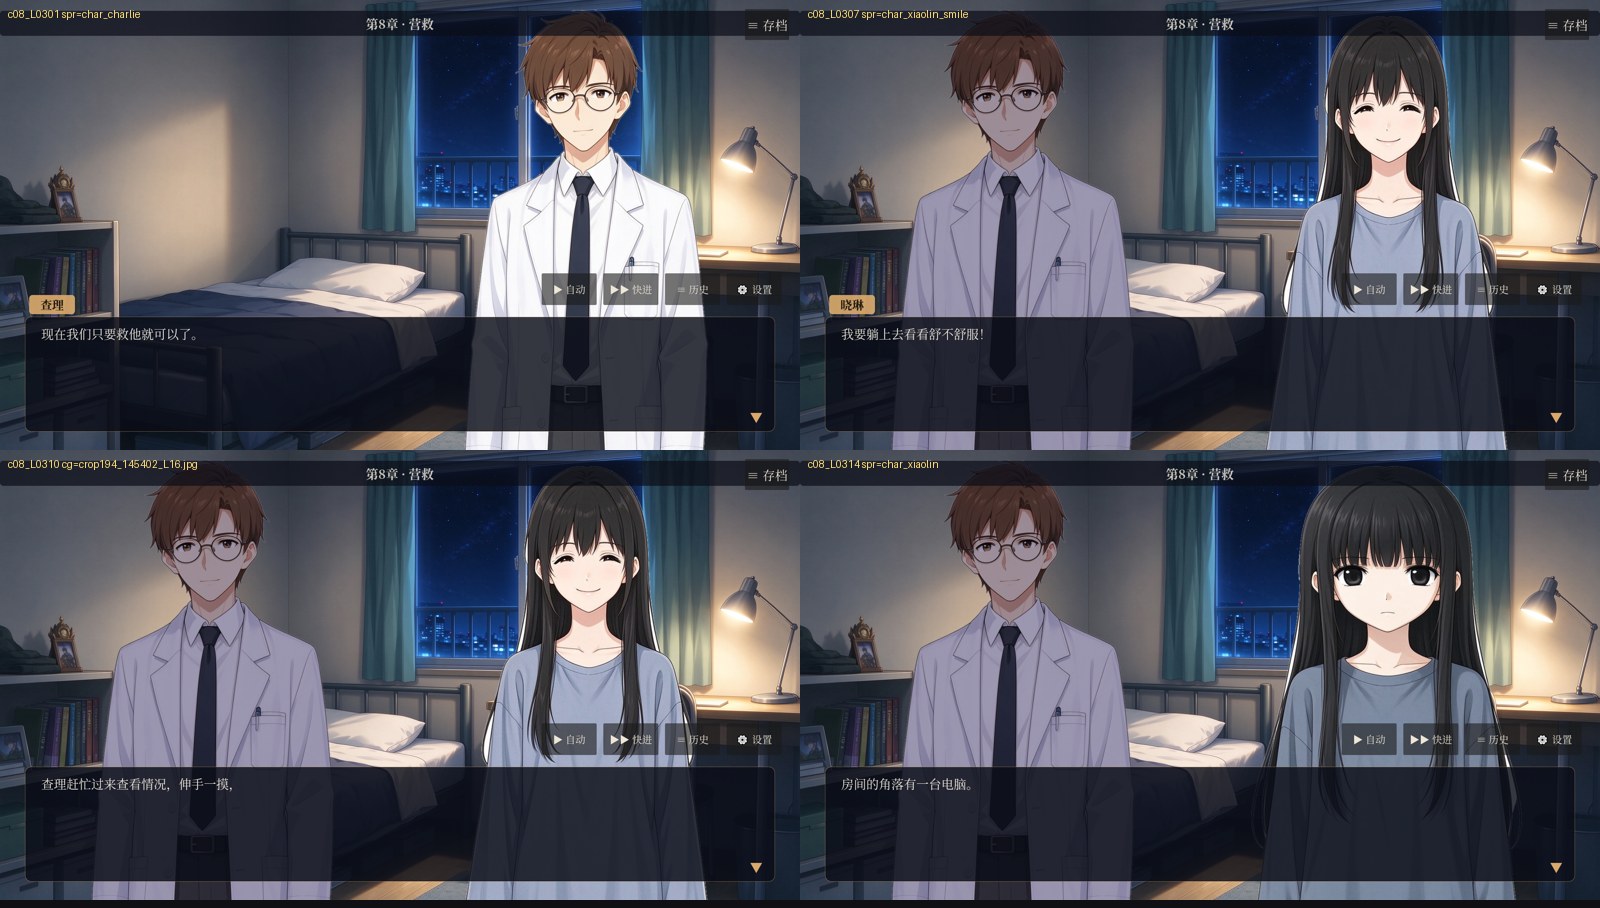 c08_L0301 spr=char_charlie
第8章 · 营救
≡ 存档
▶ 自动
▶▶ 快进
≡ 历史
设置
查理
现在我们只要救他就可以了。
c08_L0307 spr=char_xiaolin_smile
第8章 · 营救
≡ 存档
▶ 自动
▶▶ 快进
≡ 历史
设置
晓琳
我要躺上去看看舒不舒服！
c08_L0310 cg=crop194_145402_L16.jpg
第8章 · 营救
≡ 存档
▶ 自动
▶▶ 快进
≡ 历史
设置
查理赶忙过来查看情况，伸手一摸，
c08_L0314 spr=char_xiaolin
第8章 · 营救
≡ 存档
▶ 自动
▶▶ 快进
≡ 历史
设置
房间的角落有一台电脑。